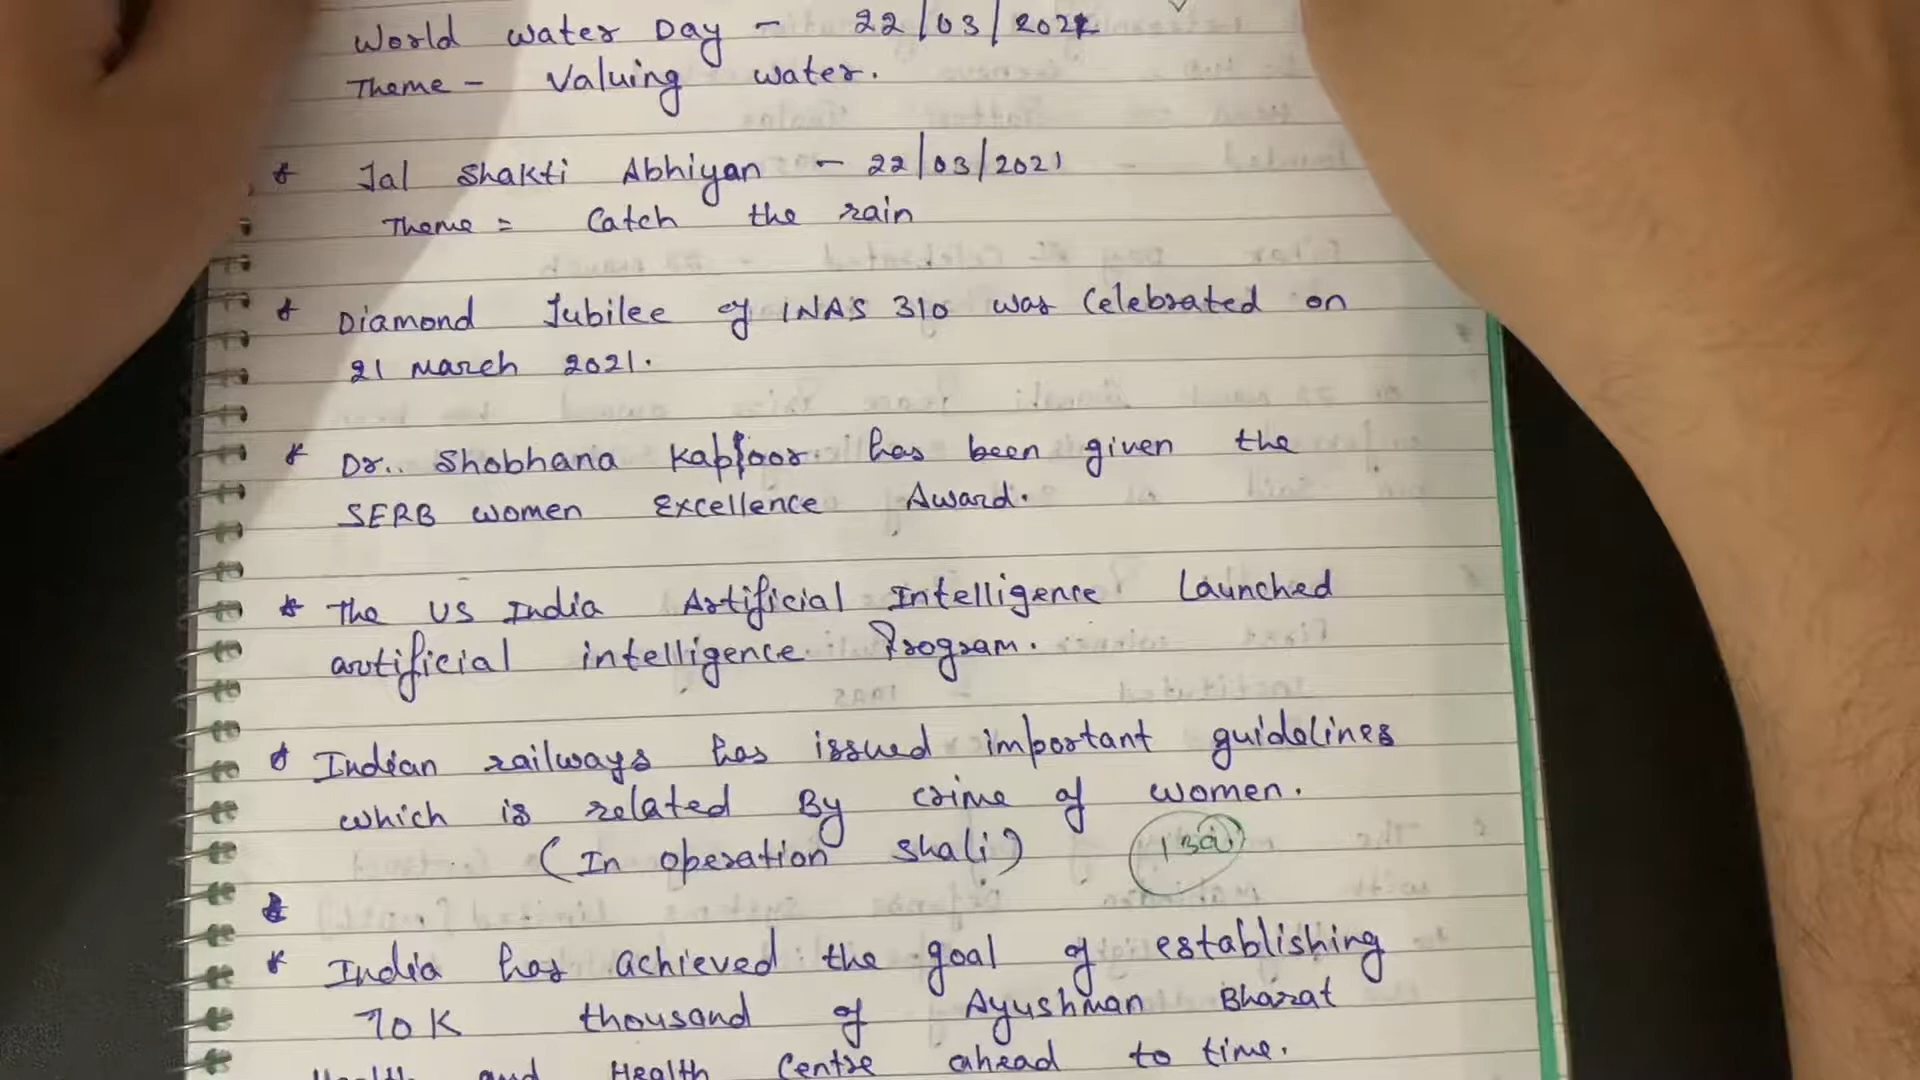 World water Day - 22/03/2021
Theme - Valuing water.
* Jal Shakti Abhiyan - 22/03/2021
Theme = Catch the rain
* Diamond Jubilee of INAS 310 was Celebrated on
21 March 2021.
* Dr.. Shobhana Kapoor has been given the
SERB women Excellence Award.
* The US India Artificial Intelligence Launched
artificial intelligence Program.
* Indian railways has issued important guidelines
which is related By crime of women.
(In operation Shali)
* India has achieved the goal of establishing
70K thousand of Ayushman Bharat
Health and Health Centre ahead to time.